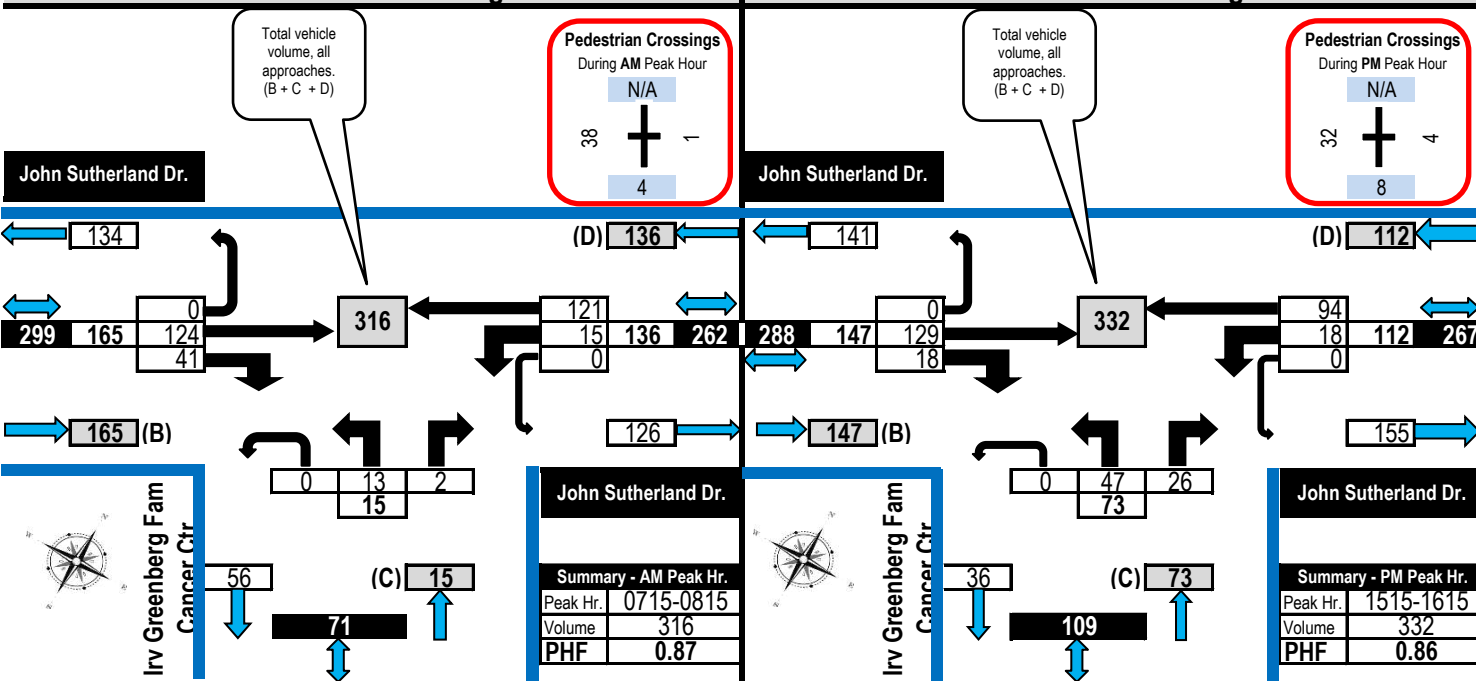 Total vehicle
volume, all
approaches.
(B + C + D)
Pedestrian Crossings
During AM Peak Hour
N/A
38
1
4
John Sutherland Dr.
134
(D) 136
0
124
41
299 165
316
121
15
0
136 262
165 (B)
126
0 13 2
15
John Sutherland Dr.
Irv Greenberg Fam
Cancer Ctr
56
(C) 15
71
Summary - AM Peak Hr.
Peak Hr. 0715-0815
Volume 316
PHF 0.87
Total vehicle
volume, all
approaches.
(B + C + D)
Pedestrian Crossings
During PM Peak Hour
N/A
32
4
8
John Sutherland Dr.
141
(D) 112
0
129
18
288 147
332
94
18
0
112 267
147 (B)
155
0 47 26
73
John Sutherland Dr.
Irv Greenberg Fam
Cancer Ctr
36
(C) 73
109
Summary - PM Peak Hr.
Peak Hr. 1515-1615
Volume 332
PHF 0.86